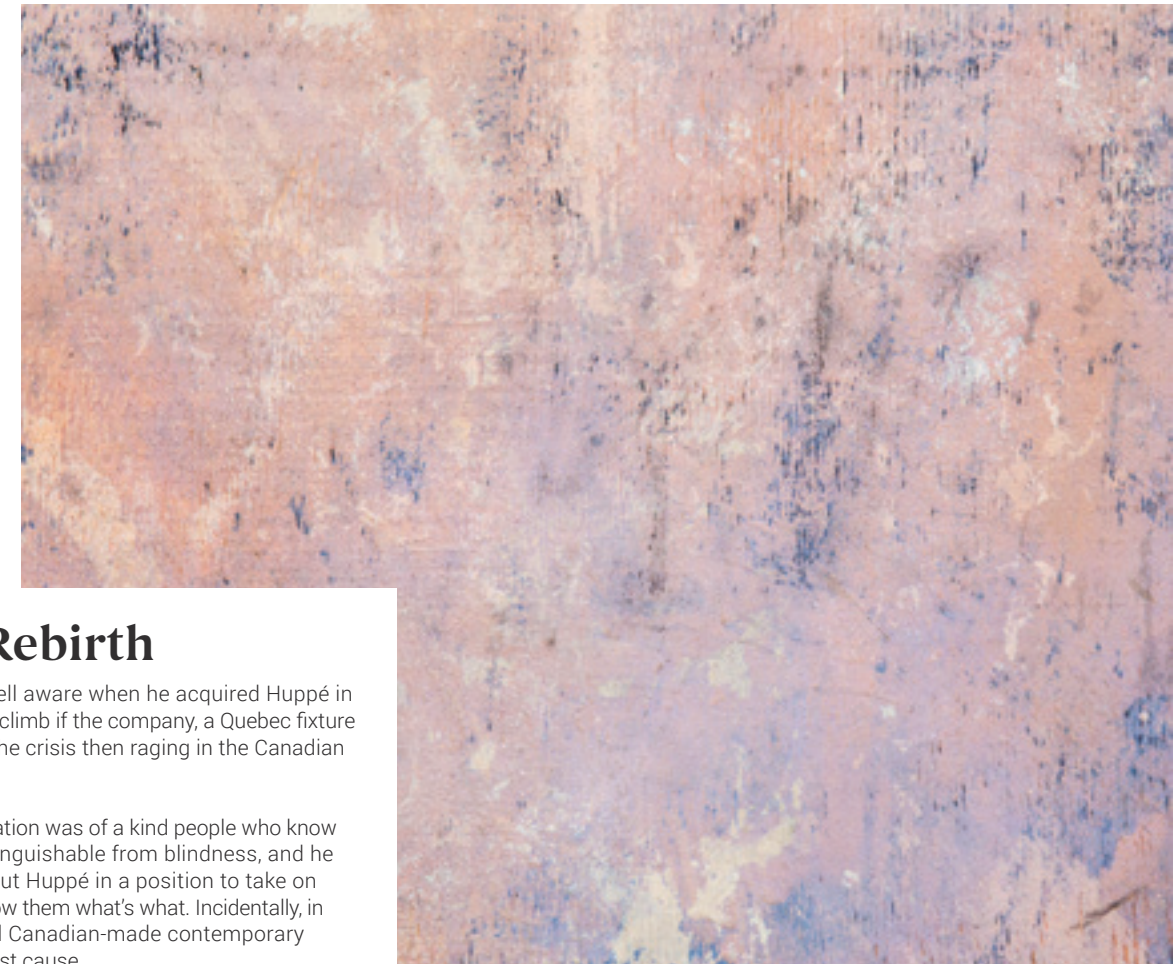 Rebirth
ell aware when he acquired Huppé in
climb if the company, a Quebec fixture
he crisis then raging in the Canadian
ation was of a kind people who know
nguishable from blindness, and he
ut Huppé in a position to take on
ow them what's what. Incidentally, in
d Canadian-made contemporary
st cause.